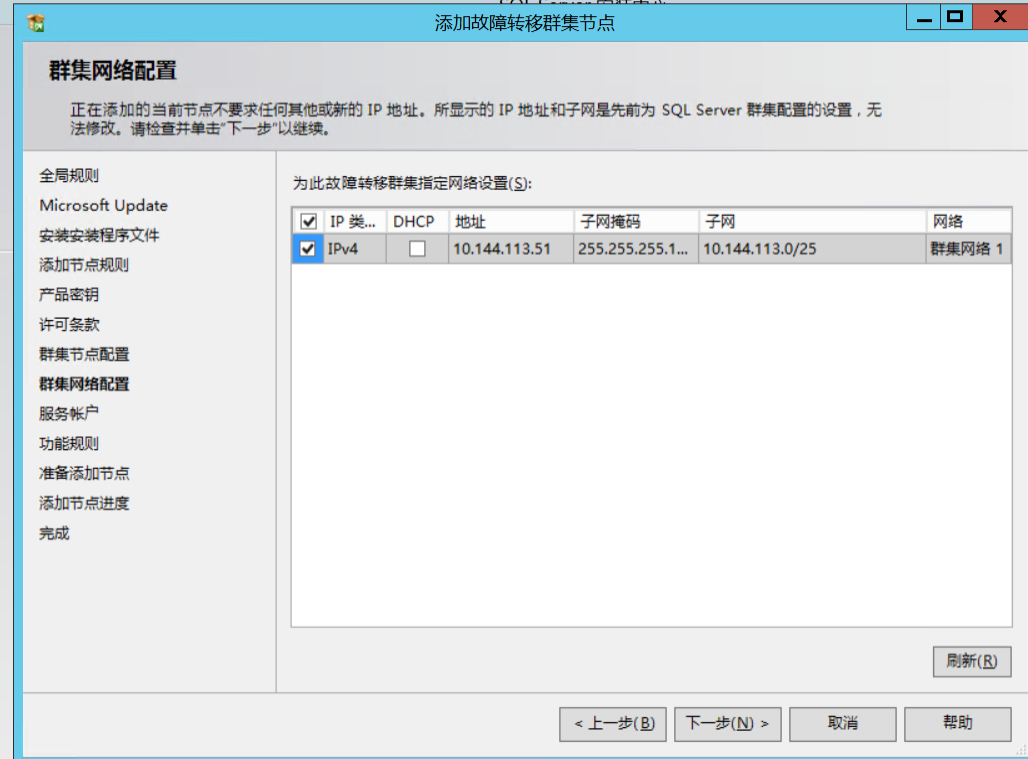 添加故障转移群集节点
群集网络配置
正在添加的当前节点不要求任何其他或新的 IP 地址。所显示的 IP 地址和子网是先前为 SQL Server 群集配置的设置，无
法修改。请检查并单击"下一步"以继续。
全局规则
Microsoft Update
安装安装程序文件
添加节点规则
产品密钥
许可条款
群集节点配置
群集网络配置
服务帐户
功能规则
准备添加节点
添加节点进度
完成
为此故障转移群集指定网络设置(S):
IP 类... DHCP 地址 子网掩码 子网 网络
IPv4 10.144.113.51 255.255.255.1... 10.144.113.0/25 群集网络 1
刷新(R)
< 上一步(B) 下一步(N) > 取消 帮助